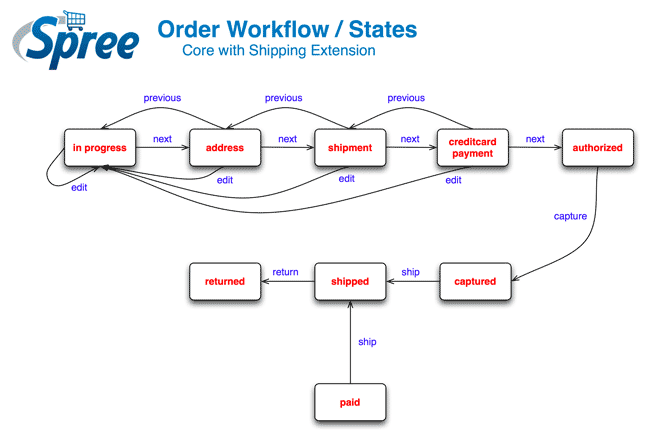 Spree
Order Workflow / States
Core with Shipping Extension
previous
previous
previous
in progress
next
address
next
shipment
next
creditcard
payment
next
authorized
edit
edit
edit
edit
capture
returned
return
shipped
ship
captured
ship
paid